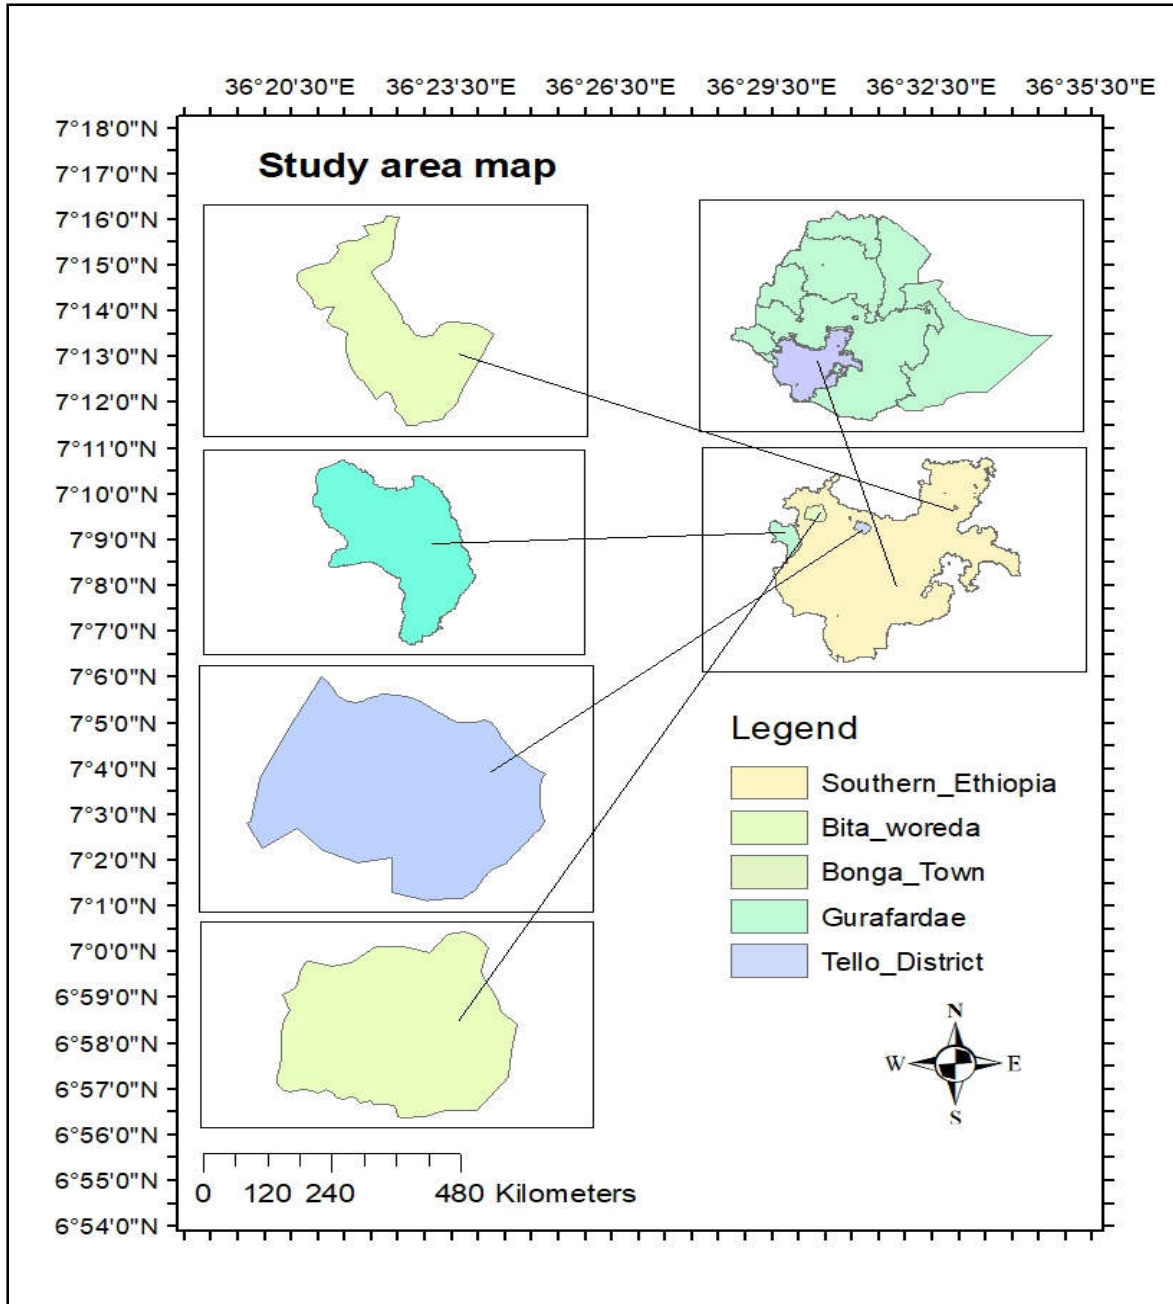 36°20'30"E 36°23'30"E 36°26'30"E 36°29'30"E 36°32'30"E 36°35'30"E
7°18'0"N
7°17'0"N
Study area map
7°16'0"N
7°15'0"N
7°14'0"N
7°13'0"N
7°12'0"N
7°11'0"N
7°10'0"N
7°9'0"N
7°8'0"N
7°7'0"N
7°6'0"N
7°5'0"N
7°4'0"N
7°3'0"N
7°2'0"N
7°1'0"N
7°0'0"N
6°59'0"N
6°58'0"N
6°57'0"N
6°56'0"N
6°55'0"N
6°54'0"N
Legend
Southern_Ethiopia
Bita_woreda
Bonga_Town
Gurafardae
Tello_District
N
W E
S
0 120 240 480 Kilometers